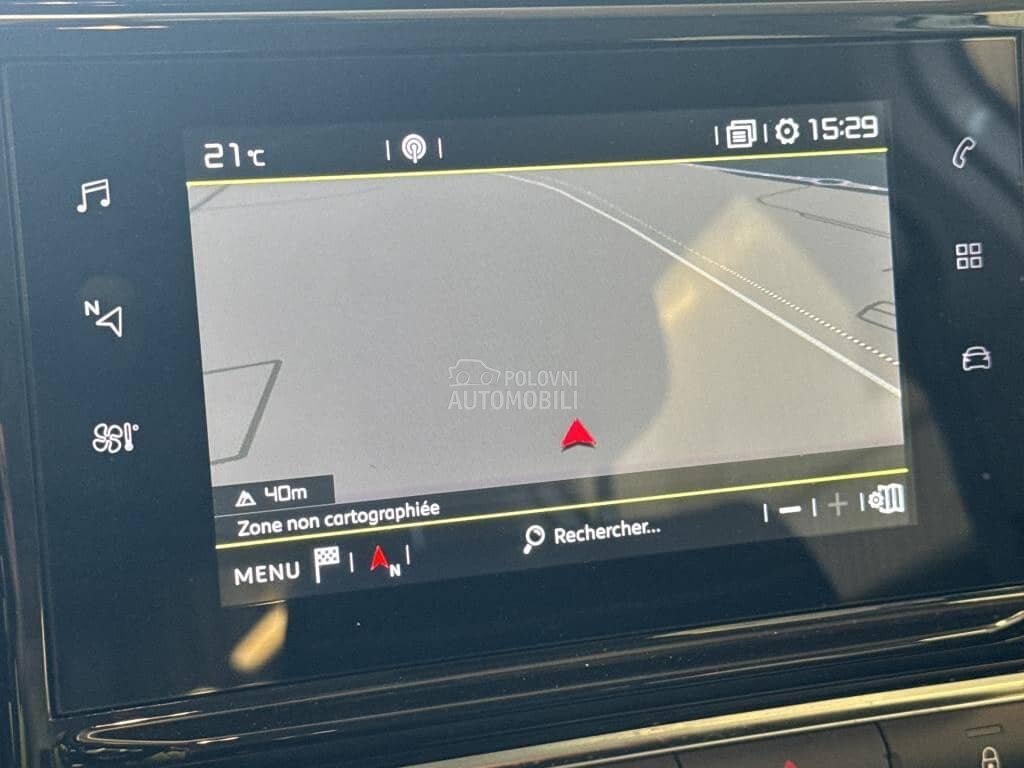 21°C
15:29
N
POLOVNI
AUTOMOBILI
40m
Zone non cartographiée
Rechercher...
MENU
N